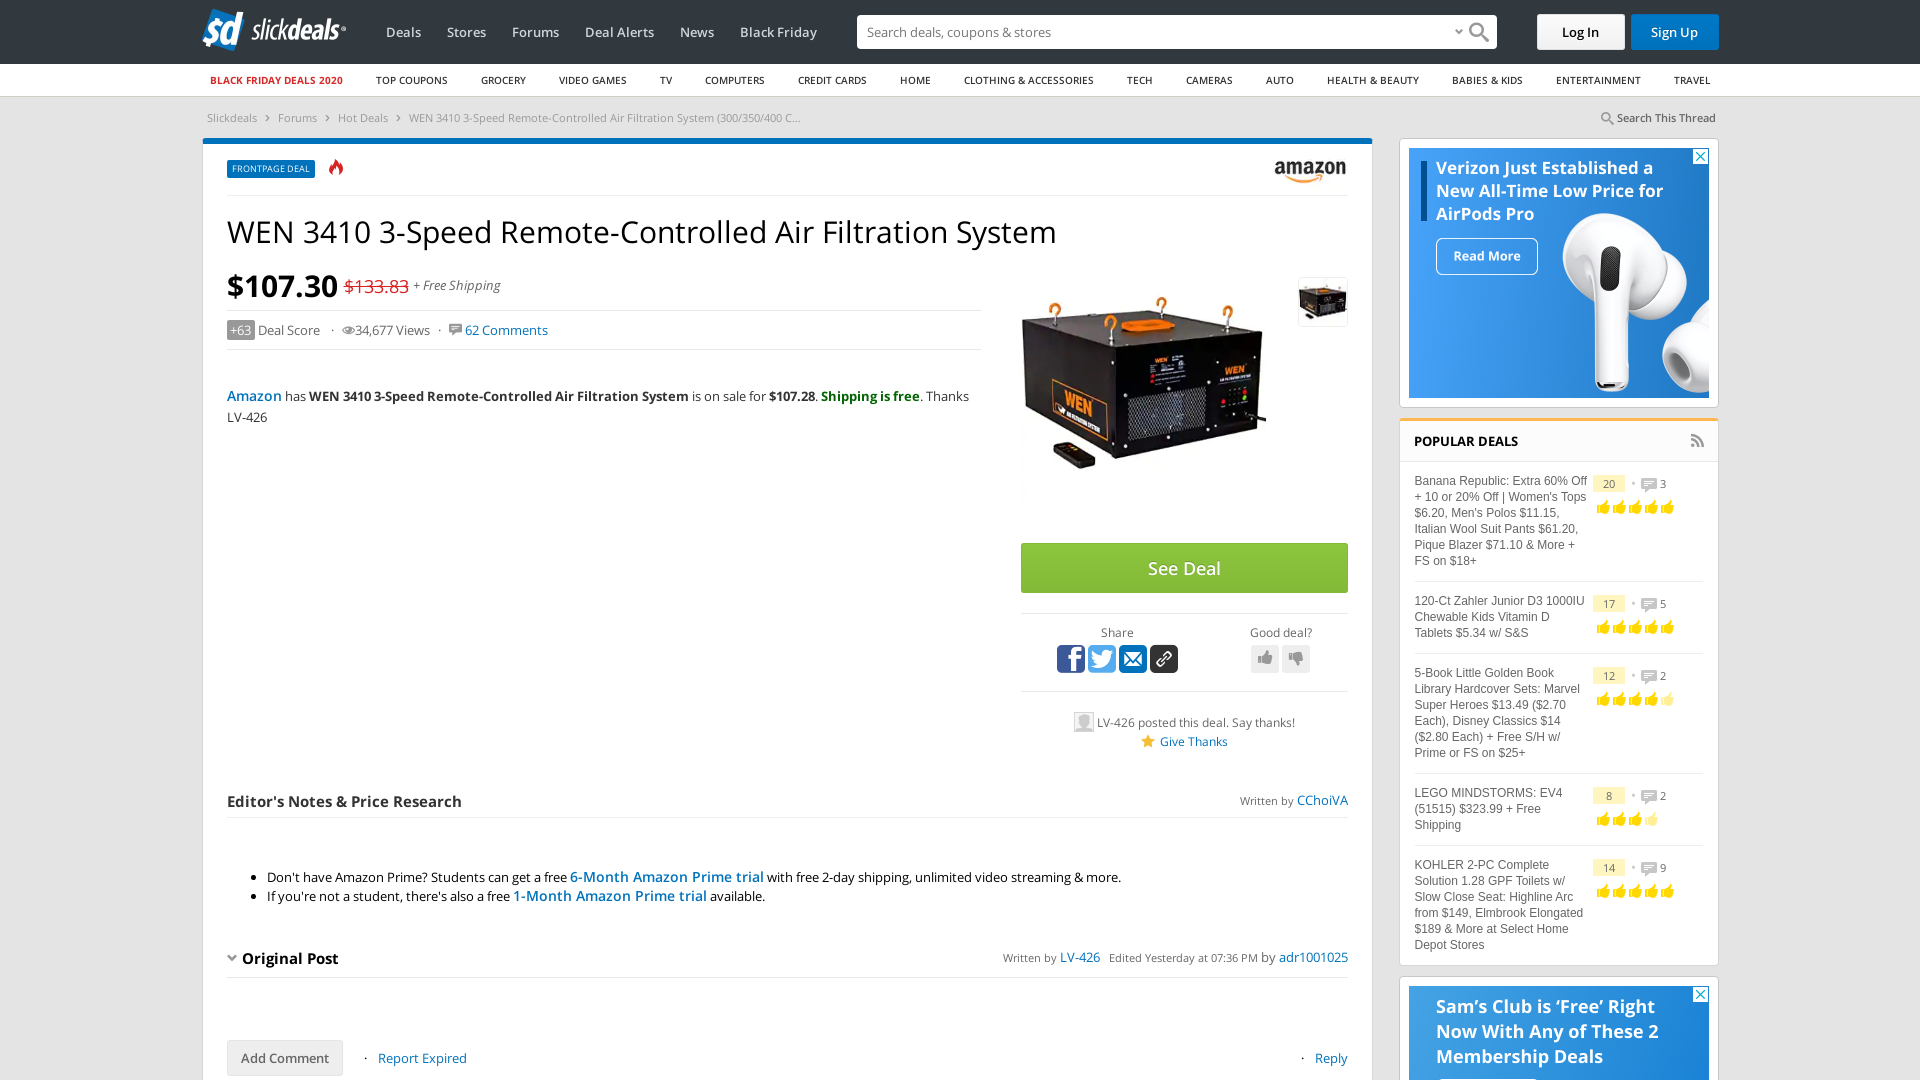 sd slickdeals
Deals Stores Forums Deal Alerts News Black Friday
Search deals, coupons & shopping
Log In Sign Up
BLACK FRIDAY DEALS 2020 TOP COUPONS GROCERY VIDEO GAMES TV COMPUTERS CREDIT CARDS HOME CLOTHING & ACCESSORIES TECH CAMERAS AUTO HEALTH & BEAUTY BABIES & KIDS ENTERTAINMENT TRAVEL
Slickdeals > Forums > Hot Deals > WEN 3410 3-Speed Remote-Controlled Air Filtration System (300/350/400 C...
Search This Thread
FRONTPAGE DEAL
amazon
WEN 3410 3-Speed Remote-Controlled Air Filtration System
$107.30 $133.83 + Free Shipping
+63 Deal Score · 34,677 Views · 62 Comments
Amazon has WEN 3410 3-Speed Remote-Controlled Air Filtration System is on sale for $107.28. Shipping is free. Thanks
LV-426
WEN
WEN
WEN
AIR FILTRATION SYSTEM
See Deal
Share
Good deal?
LV-426 posted this deal. Say thanks!
Give Thanks
Editor's Notes & Price Research
Written by CChoiVA
• Don't have Amazon Prime? Students can get a free 6-Month Amazon Prime trial with free 2-day shipping, unlimited video streaming & more.
• If you're not a student, there's also a free 1-Month Amazon Prime trial available.
Original Post
Written by LV-426 Edited Yesterday at 07:36 PM by adr1001025
Add Comment · Report Expired
· Reply
Verizon Just Established a
New All-Time Low Price for
AirPods Pro
Read More
POPULAR DEALS
Banana Republic: Extra 60% Off
+ 10 or 20% Off | Women's Tops
$6.20, Men's Polos $11.15,
Italian Wool Suit Pants $61.20,
Pique Blazer $71.10 & More +
FS on $18+
20 • 3
120-Ct Zahler Junior D3 1000IU
Chewable Kids Vitamin D
Tablets $5.34 w/ S&S
17 • 5
5-Book Little Golden Book
Library Hardcover Sets: Marvel
Super Heroes $13.49 ($2.70
Each), Disney Classics $14
($2.80 Each) + Free S/H w/
Prime or FS on $25+
12 • 2
LEGO MINDSTORMS: EV4
(51515) $323.99 + Free
Shipping
8 • 2
KOHLER 2-PC Complete
Solution 1.28 GPF Toilets w/
Slow Close Seat: Highline Arc
from $149, Elmbrook Elongated
$189 & More at Select Home
Depot Stores
14 • 9
Sam's Club is 'Free' Right
Now With Any of These 2
Membership Deals